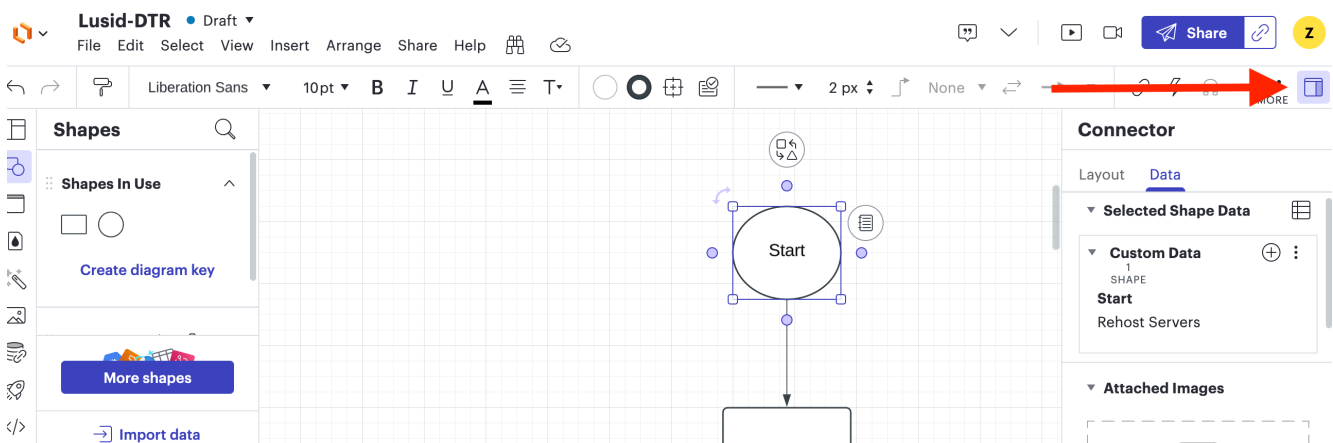 Lusid-DTR
Draft
File Edit Select View Insert Arrange Share Help
Share
Z
Liberation Sans
10pt
B I U A T
2 px
None
MORE
Shapes
Shapes In Use
Create diagram key
More shapes
Import data
Start
Connector
Layout Data
Selected Shape Data
Custom Data
1
SHAPE
Start
Rehost Servers
Attached Images